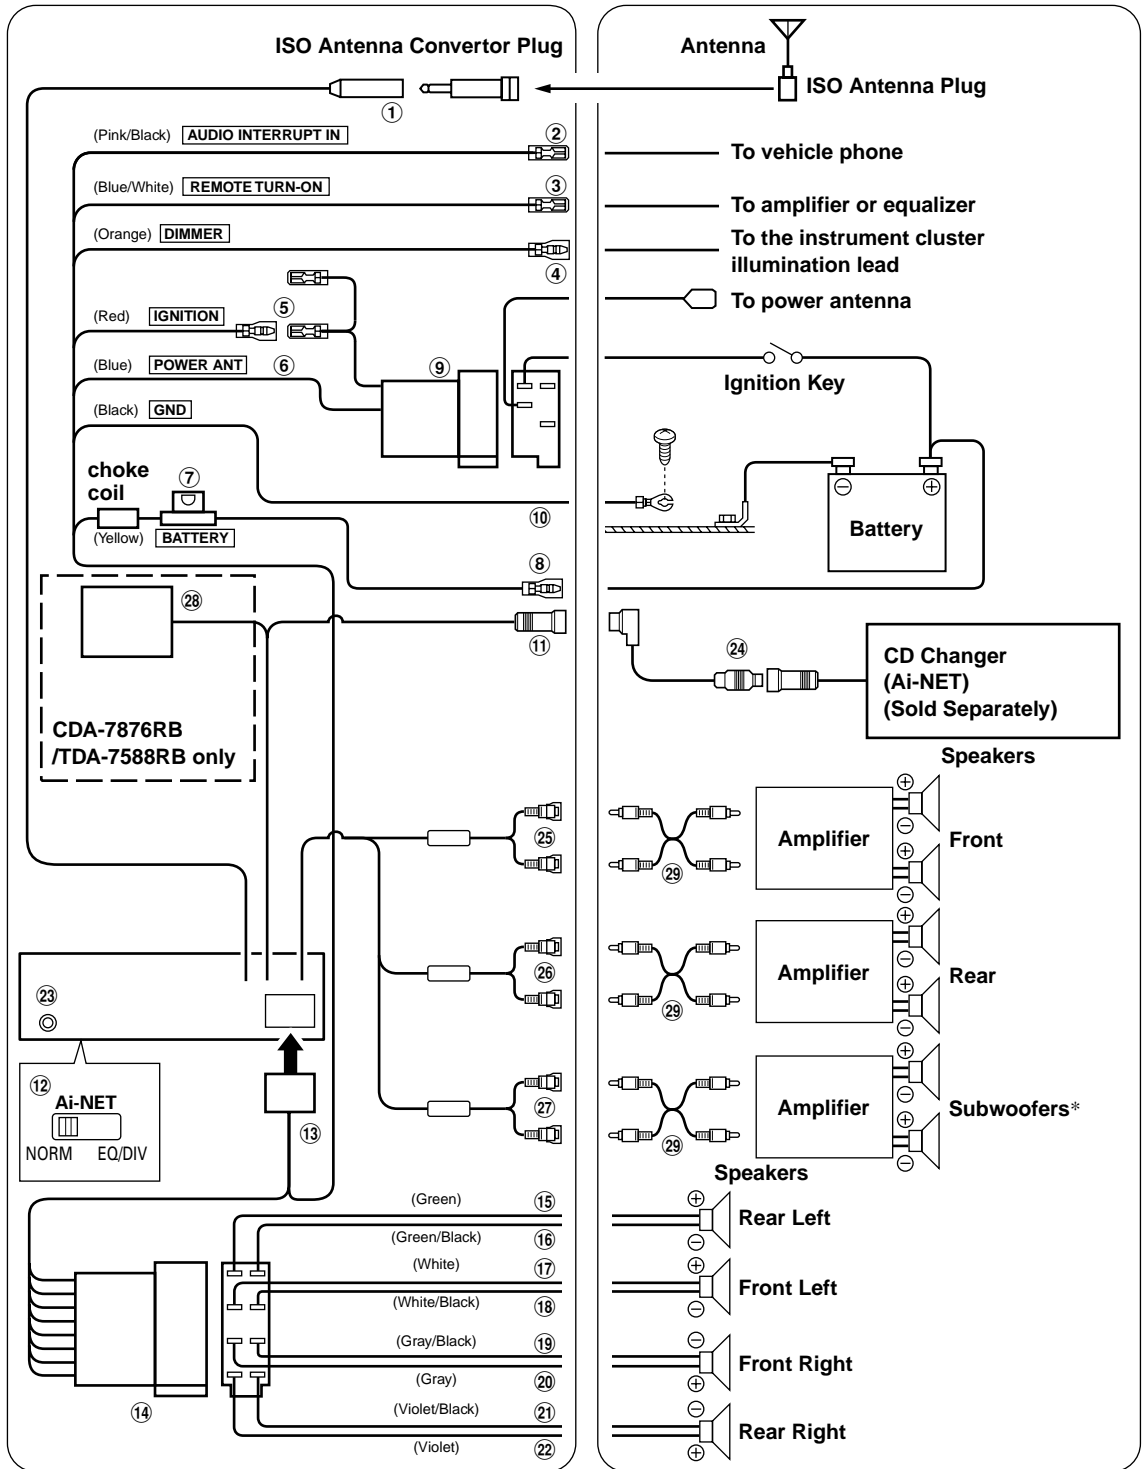 ISO Antenna Convertor Plug
Antenna
ISO Antenna Plug
①
(Pink/Black) AUDIO INTERRUPT IN ②
To vehicle phone
(Blue/White) REMOTE TURN-ON ③
To amplifier or equalizer
(Orange) DIMMER
④
To the instrument cluster
illumination lead
⑤
To power antenna
(Red) IGNITION
(Blue) POWER ANT ⑥ ⑨
Ignition Key
(Black) GND
choke
coil
⑦
⊖ ⊕
Battery
⑩
(Yellow) BATTERY
⑧
㉘
⑪
CDA-7876RB
/TDA-7588RB only
㉔
CD Changer
(Ai-NET)
(Sold Separately)
Speakers
㉕
㉙
Amplifier
⊕
⊖
Front
⊕
⊖
㉖
㉙
Amplifier
⊕
⊖
Rear
⊕
⊖
㉓
⑫
Ai-NET
NORM EQ/DIV
⑬
㉗
㉙
Amplifier
⊕
⊖
Subwoofers*
⊕
⊖
Speakers
(Green) ⑮
⊕
Rear Left
(Green/Black) ⑯
⊖
(White) ⑰
⊕
Front Left
(White/Black) ⑱
⊖
(Gray/Black) ⑲
⊖
Front Right
(Gray) ⑳
⊕
⑭
(Violet/Black) ㉑
⊖
Rear Right
(Violet) ㉒
⊕